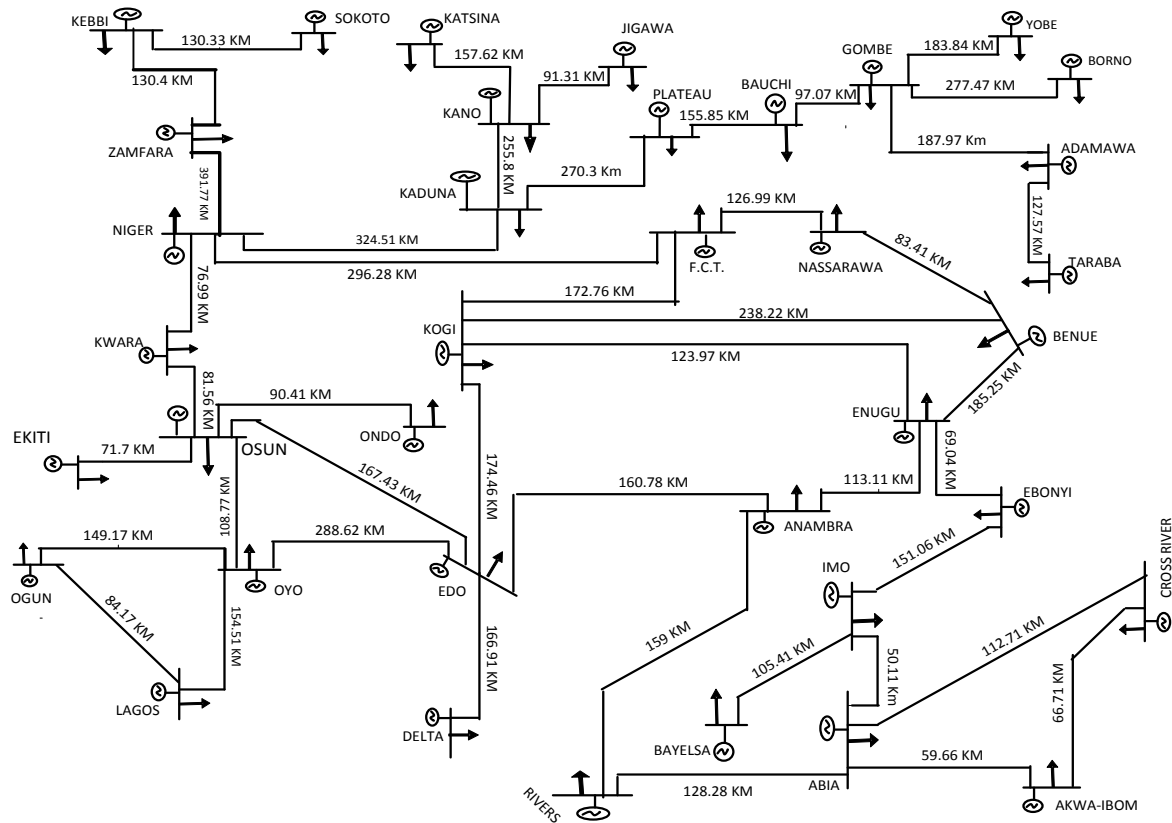 KEBBI
SOKOTO
130.33 KM
KATSINA
157.62 KM
JIGAWA
91.31 KM
YOBE
183.84 KM
GOMBE
BORNO
277.47 KM
130.4 KM
KANO
PLATEAU
BAUCHI
97.07 KM
155.85 KM
ZAMFARA
255.8 KM
270.3 Km
187.97 Km
ADAMAWA
391.77 KM
KADUNA
126.99 KM
127.57 KM
NIGER
324.51 KM
F.C.T.
NASSARAWA
83.41 KM
TARABA
296.28 KM
76.99 KM
172.76 KM
238.22 KM
KOGI
BENUE
KWARA
123.97 KM
81.56 KM
185.25 KM
90.41 KM
ENUGU
EKITI
71.7 KM
OSUN
ONDO
69.04 KM
167.43 KM
174.46 KM
160.78 KM
113.11 KM
EBONYI
108.77 KM
ANAMBRA
149.17 KM
288.62 KM
151.06 KM
CROSS RIVER
OGUN
OYO
EDO
IMO
84.17 KM
154.51 KM
166.91 KM
159 KM
105.41 KM
50.11 Km
112.71 KM
66.71 KM
LAGOS
DELTA
BAYELSA
59.66 KM
RIVERS
128.28 KM
ABIA
AKWA-IBOM